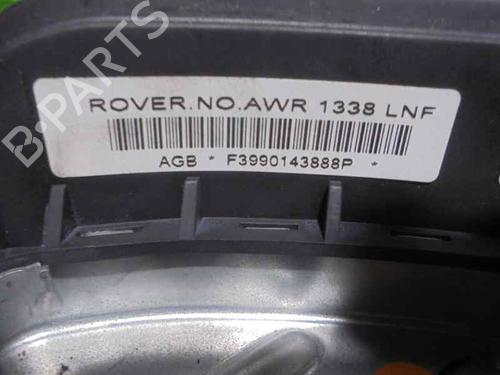 ROVER.NO.AWR 1338 LNF
AGB * F3990143888P *
B-PARTS